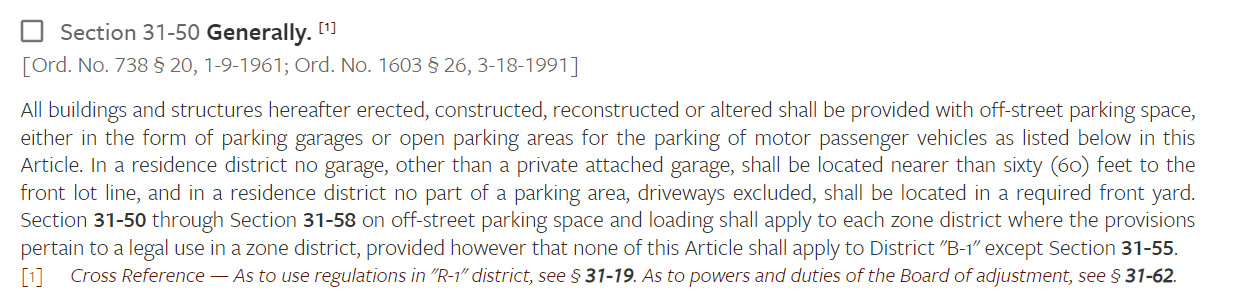 Section 31-50 Generally. [1]
[Ord. No. 738 § 20, 1-9-1961; Ord. No. 1603 § 26, 3-18-1991]
All buildings and structures hereafter erected, constructed, reconstructed or altered shall be provided with off-street parking space,
either in the form of parking garages or open parking areas for the parking of motor passenger vehicles as listed below in this
Article. In a residence district no garage, other than a private attached garage, shall be located nearer than sixty (60) feet to the
front lot line, and in a residence district no part of a parking area, driveways excluded, shall be located in a required front yard.
Section 31-50 through Section 31-58 on off-street parking space and loading shall apply to each zone district where the provisions
pertain to a legal use in a zone district, provided however that none of this Article shall apply to District "B-1" except Section 31-55.
[1] Cross Reference — As to use regulations in "R-1" district, see § 31-19. As to powers and duties of the Board of adjustment, see § 31-62.